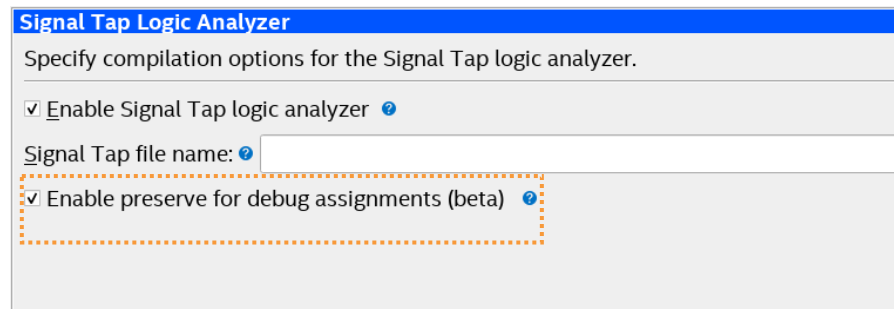 Signal Tap Logic Analyzer
Specify compilation options for the Signal Tap logic analyzer.
Enable Signal Tap logic analyzer ?
Signal Tap file name: ?
Enable preserve for debug assignments (beta) ?